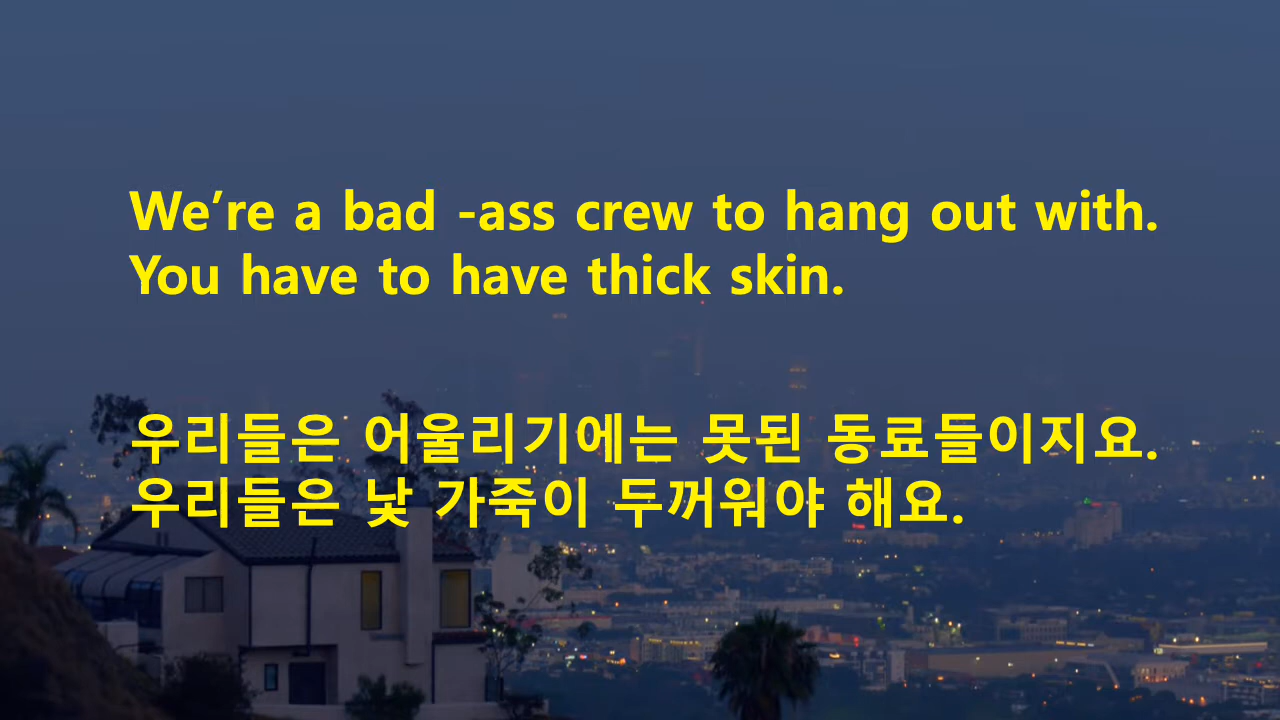 We’re a bad -ass crew to hang out with.
You have to have thick skin.
우리들은 어울리기에는 못된 동료들이지요.
우리들은 낯 가죽이 두꺼워야 해요.